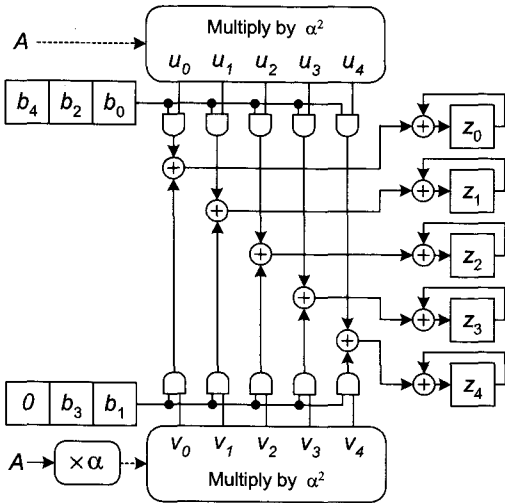 Multiply by α²
A
u₀ u₁ u₂ u₃ u₄
b₄ b₂ b₀
+ z₀
+
+ z₁
+
+ z₂
+
+ z₃
+
+ z₄
+
0 b₃ b₁
v₀ v₁ v₂ v₃ v₄
A ×α
Multiply by α²